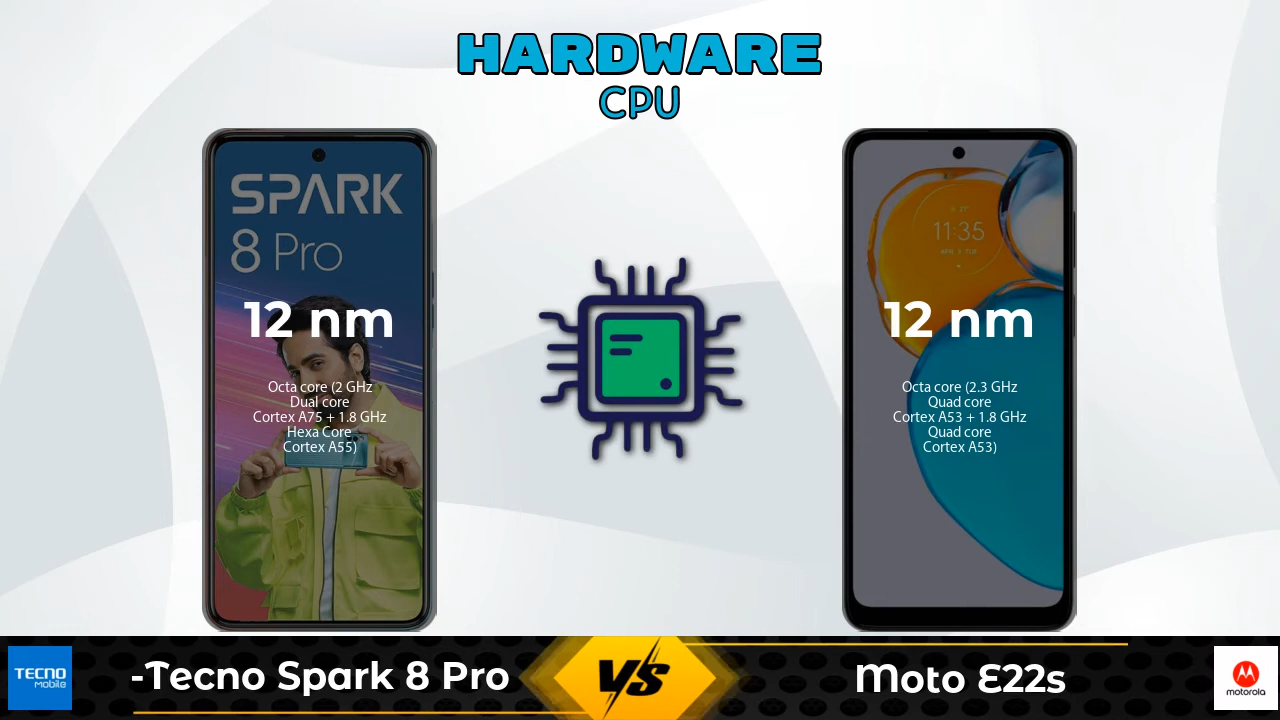 HARDWARE
CPU
SPARK
8 Pro
12 nm
Octa core (2 GHz
Dual core
Cortex A75 + 1.8 GHz
Hexa Core
Cortex A55)
11:35
12 nm
Octa core (2.3 GHz
Quad core
Cortex A53 + 1.8 GHz
Quad core
Cortex A53)
TECNO
mobile
-Tecno Spark 8 Pro
VS
Moto E22s
motorola